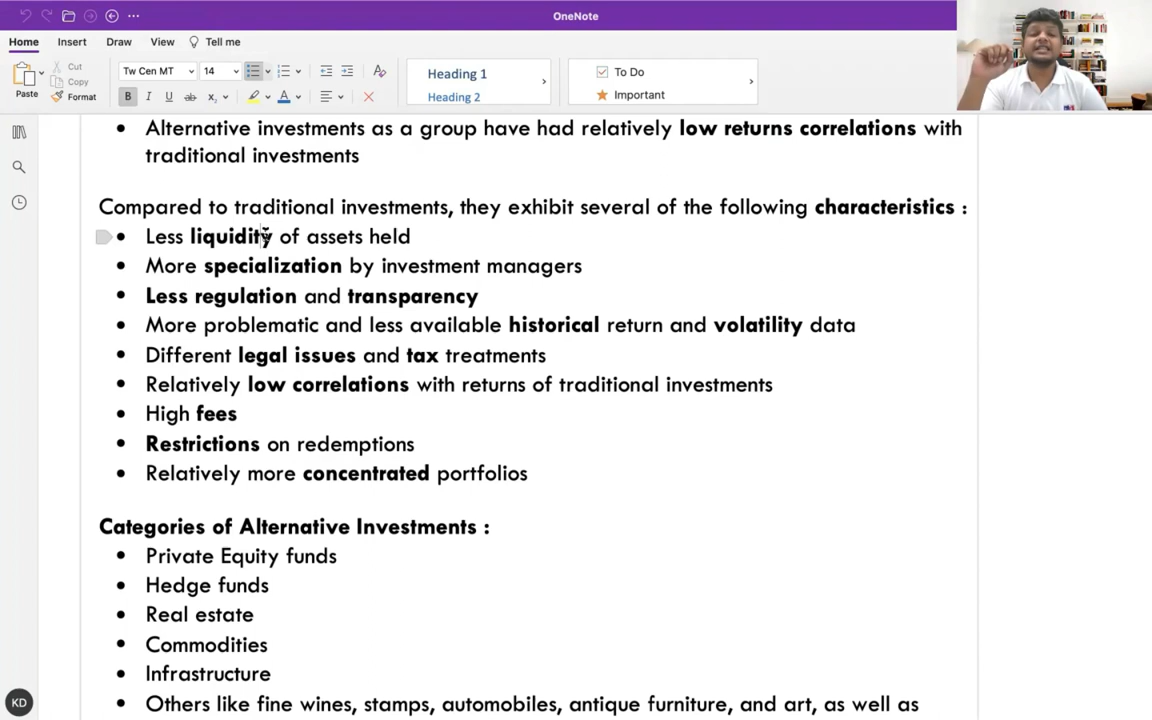 OneNote
Home Insert Draw View Tell me
Paste
Cut
Copy
Format
Tw Cen MT 14
B I U ab x₂ A
Heading 1
Heading 2
To Do
Important
• Alternative investments as a group have had relatively low returns correlations with
traditional investments
Compared to traditional investments, they exhibit several of the following characteristics :
• Less liquidity of assets held
• More specialization by investment managers
• Less regulation and transparency
• More problematic and less available historical return and volatility data
• Different legal issues and tax treatments
• Relatively low correlations with returns of traditional investments
• High fees
• Restrictions on redemptions
• Relatively more concentrated portfolios
Categories of Alternative Investments :
• Private Equity funds
• Hedge funds
• Real estate
• Commodities
• Infrastructure
• Others like fine wines, stamps, automobiles, antique furniture, and art, as well as
KD